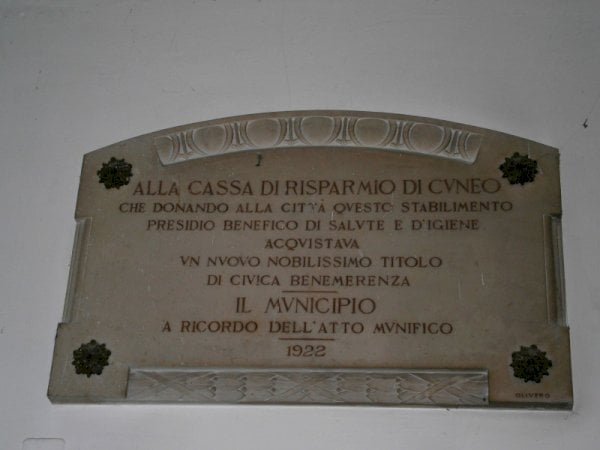 ALLA CASSA DI RISPARMIO DI CVNEO
CHE DONANDO ALLA CITTÀ QVESTO STABILIMENTO
PRESIDIO BENEFICO DI SALVTE E D'IGIENE
ACQVISTAVA
VN NVOVO NOBILISSIMO TITOLO
DI CIVICA BENEMERENZA
IL MVNICIPIO
A RICORDO DELL'ATTO MVNIFICO
1922
OLIVERO